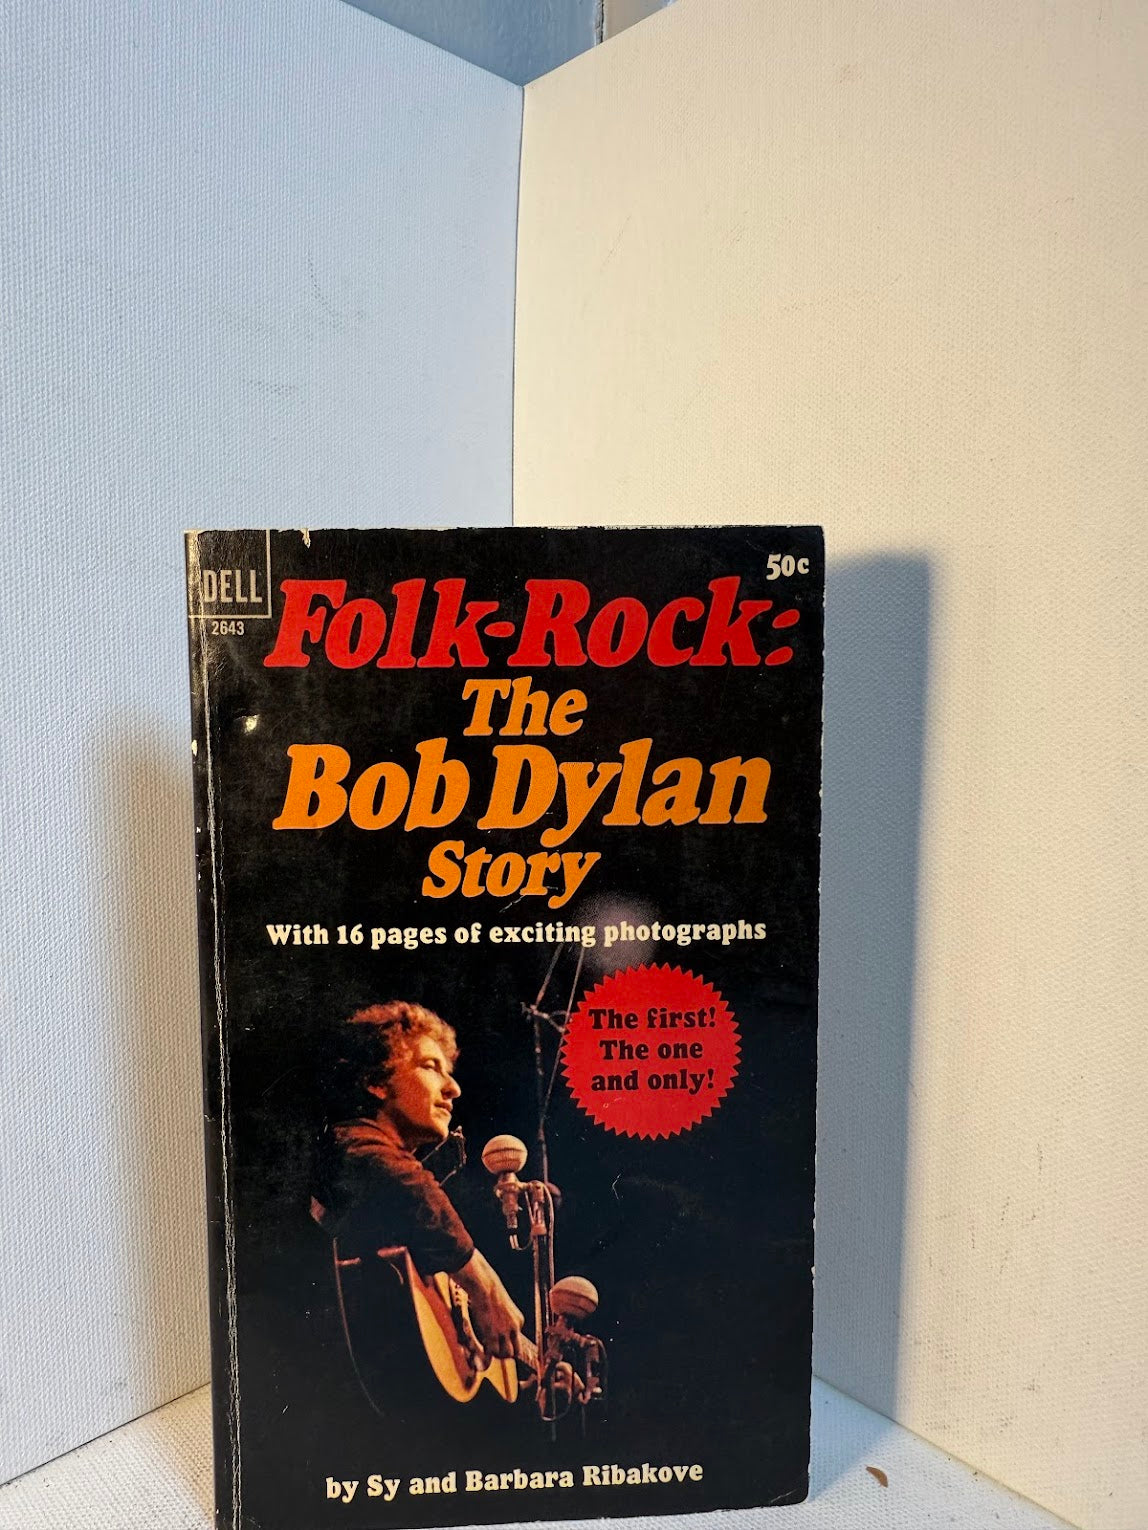 DELL
2643
50c
Folk-Rock:
The
Bob Dylan
Story
With 16 pages of exciting photographs
The first!
The one
and only!
by Sy and Barbara Ribakove